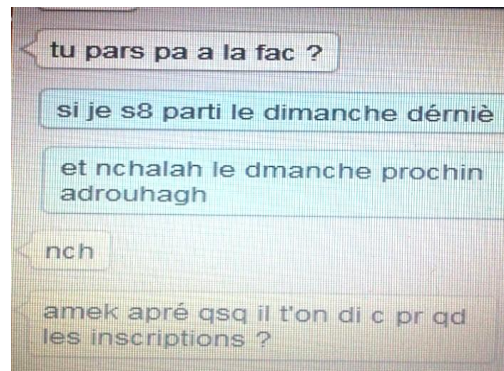 tu pars pa a la fac ?
si je s8 parti le dimanche dérniè
et nchalah le dmanche prochin
adrouhagh
nch
amek apré qsq il t'on di c pr qd
les inscriptions ?